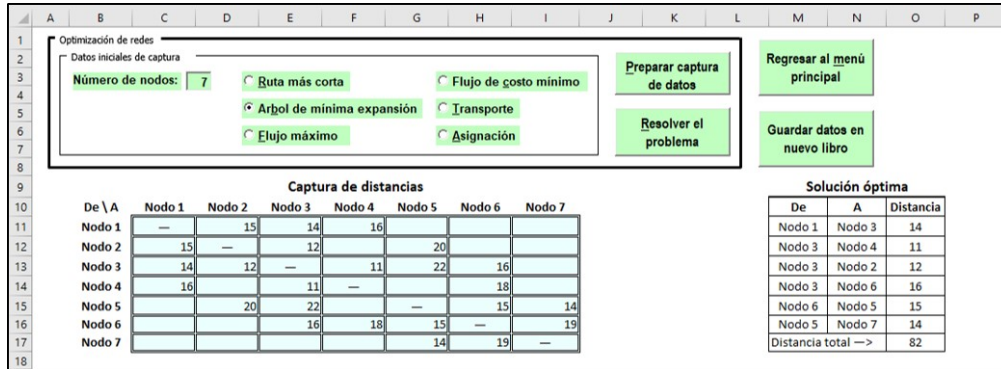 A B C D E F G H I J K L M N O P
1 Optimización de redes
2 Datos iniciales de captura
3 Número de nodos: 7 Ruta más corta Flujo de costo mínimo
Preparar captura de datos
Regresar al menú principal
4
5 Arbol de mínima expansión Transporte
6 Flujo máximo Asignación
Resolver el problema
Guardar datos en nuevo libro
7
8
9 Captura de distancias Solución óptima
10 De \ A Nodo 1 Nodo 2 Nodo 3 Nodo 4 Nodo 5 Nodo 6 Nodo 7 De A Distancia
11 Nodo 1 — 15 14 16 Nodo 1 Nodo 3 14
12 Nodo 2 15 — 12 20 Nodo 3 Nodo 4 11
13 Nodo 3 14 12 — 11 22 16 Nodo 3 Nodo 2 12
14 Nodo 4 16 11 — 18 Nodo 3 Nodo 6 16
15 Nodo 5 20 22 — 15 14 Nodo 6 Nodo 5 15
16 Nodo 6 16 18 15 — 19 Nodo 5 Nodo 7 14
17 Nodo 7 14 19 — Distancia total —> 82
18